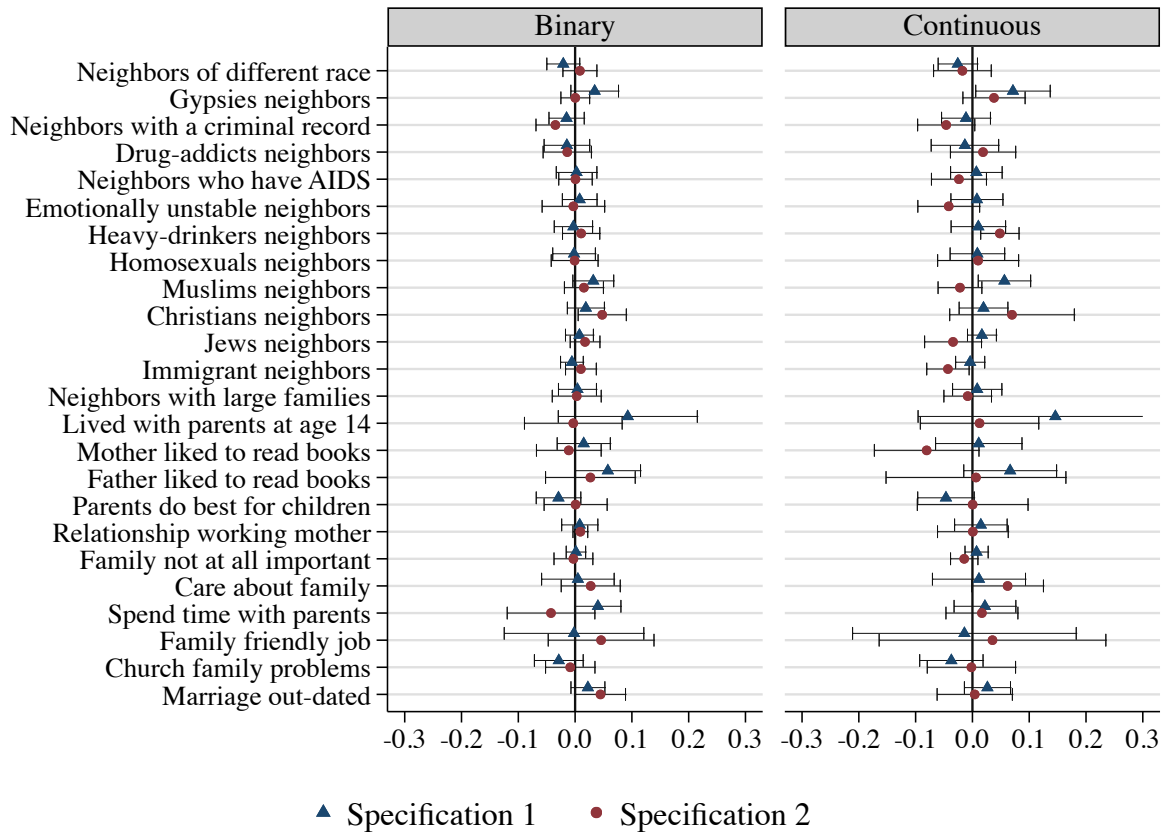 Binary Continuous
Neighbors of different race
Gypsies neighbors
Neighbors with a criminal record
Drug-addicts neighbors
Neighbors who have AIDS
Emotionally unstable neighbors
Heavy-drinkers neighbors
Homosexuals neighbors
Muslims neighbors
Christians neighbors
Jews neighbors
Immigrant neighbors
Neighbors with large families
Lived with parents at age 14
Mother liked to read books
Father liked to read books
Parents do best for children
Relationship working mother
Family not at all important
Care about family
Spend time with parents
Family friendly job
Church family problems
Marriage out-dated
-0.3 -0.2 -0.1 0.0 0.1 0.2 0.3 -0.3 -0.2 -0.1 0.0 0.1 0.2 0.3
Specification 1 Specification 2